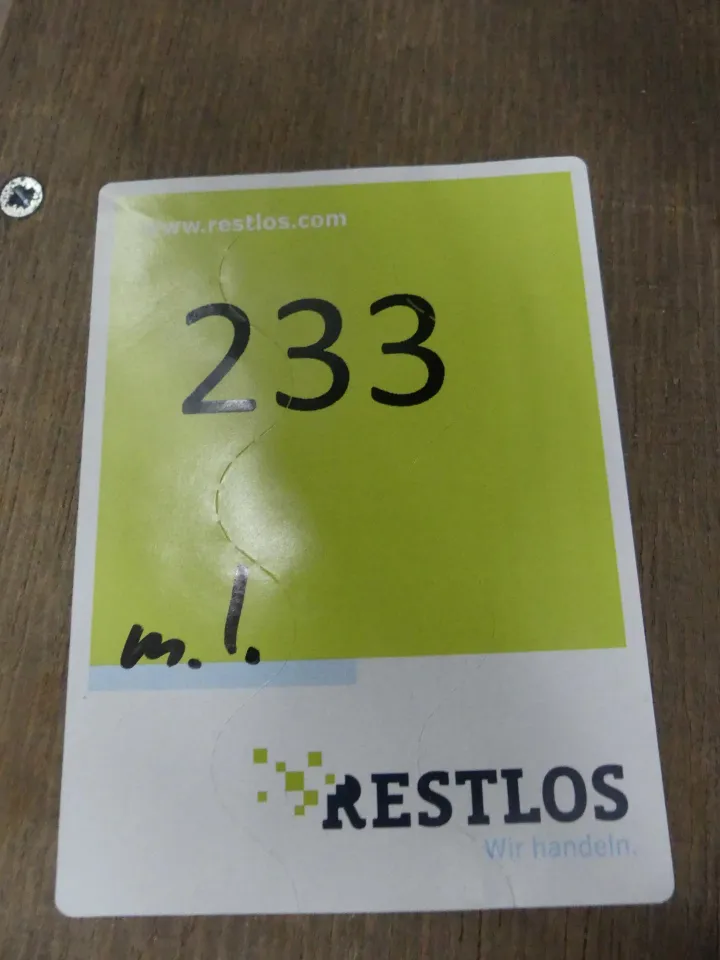 www.restlos.com
233
m. l.
RESTLOS
Wir handeln.